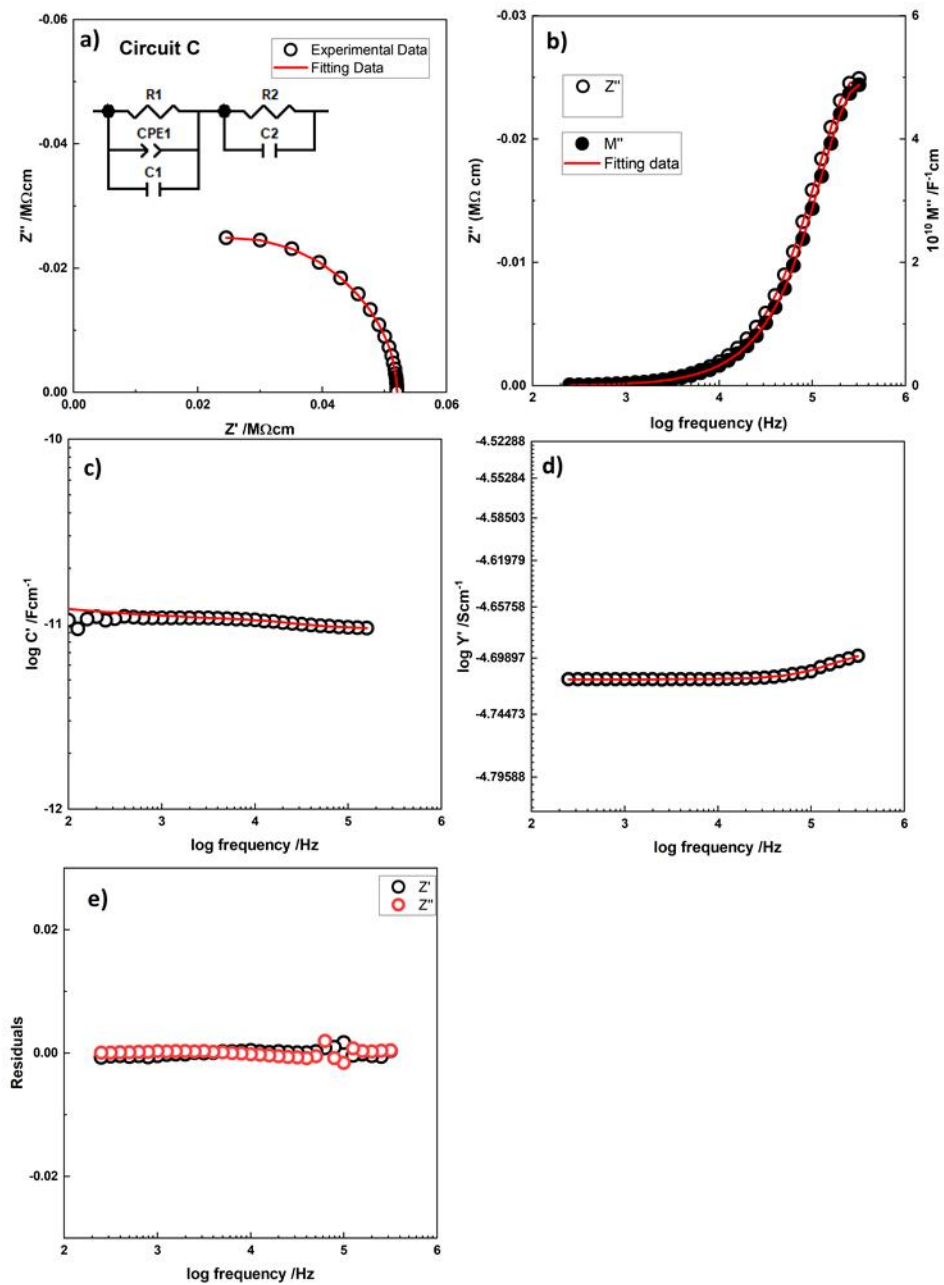 a)
Circuit C
Experimental Data
Fitting Data
R1
R2
CPE1
C2
C1
-0.06
-0.04
-0.02
0.00
Z'' /MΩcm
0.00
0.02
0.04
0.06
Z' /MΩcm
b)
Z''
M''
Fitting data
-0.03
-0.02
-0.01
0.00
Z'' (MΩ cm)
6
4
2
0
10¹⁰ M'' /F⁻¹cm
2
3
4
5
6
log frequency (Hz)
c)
-10
-11
-12
log C' /Fcm⁻¹
2
3
4
5
6
log frequency /Hz
d)
-4.52288
-4.55284
-4.58503
-4.61979
-4.65758
-4.69897
-4.74473
-4.79588
log Y' /Scm⁻¹
2
3
4
5
6
log frequency /Hz
e)
Z'
Z''
0.02
0.00
-0.02
Residuals
2
3
4
5
6
log frequency /Hz